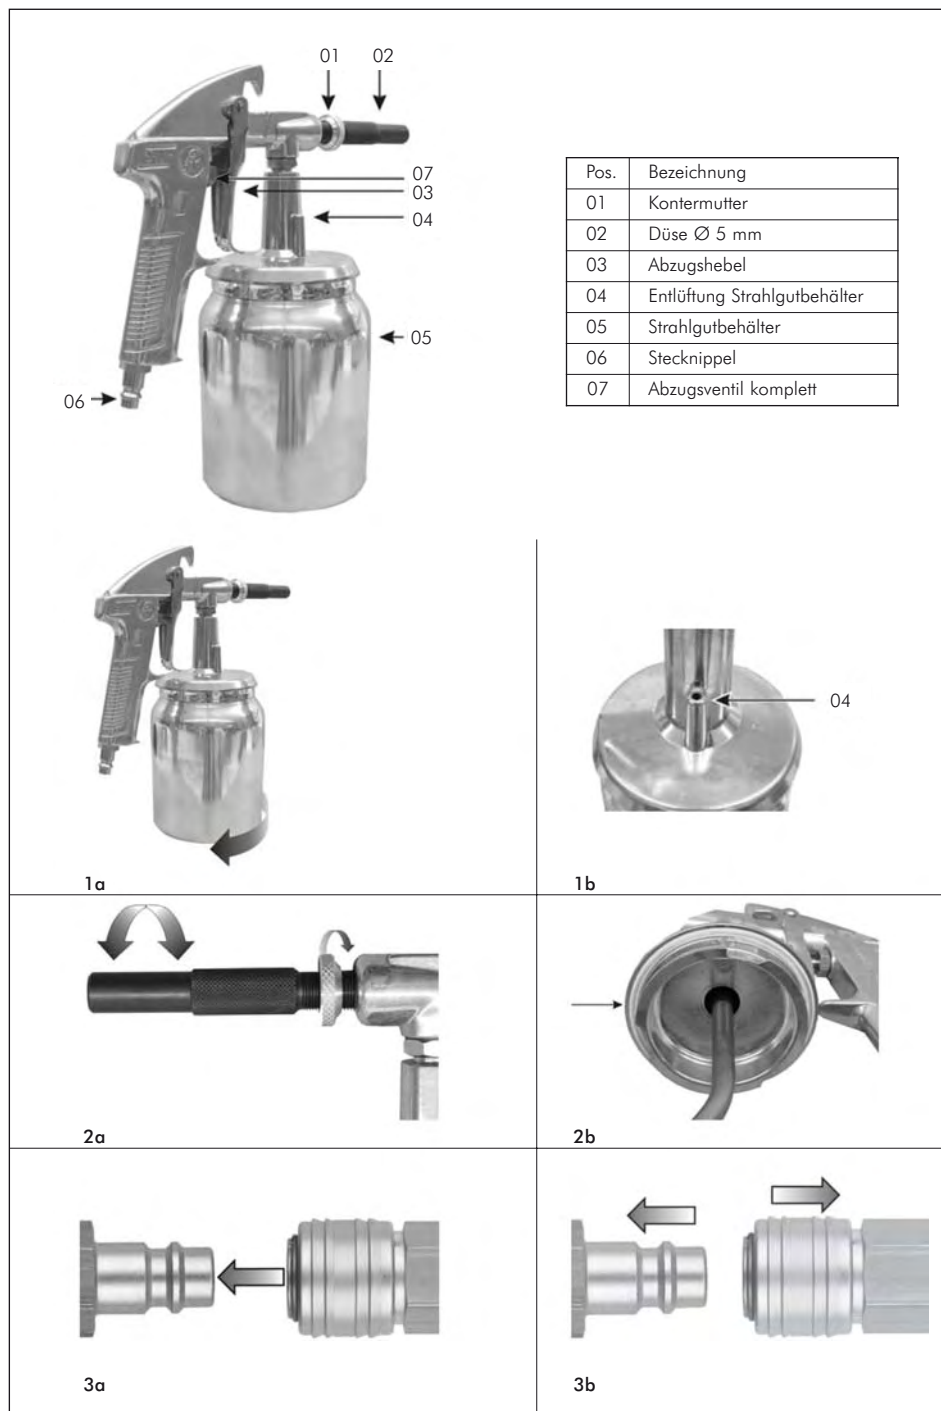 01 02
07
03
04
05
06
Pos. Bezeichnung
01 Kontermutter
02 Düse Ø 5 mm
03 Abzugshebel
04 Entlüftung Strahlgutbehälter
05 Strahlgutbehälter
06 Stecknippel
07 Abzugsventil komplett
1a
04
1b
2a
2b
3a
3b